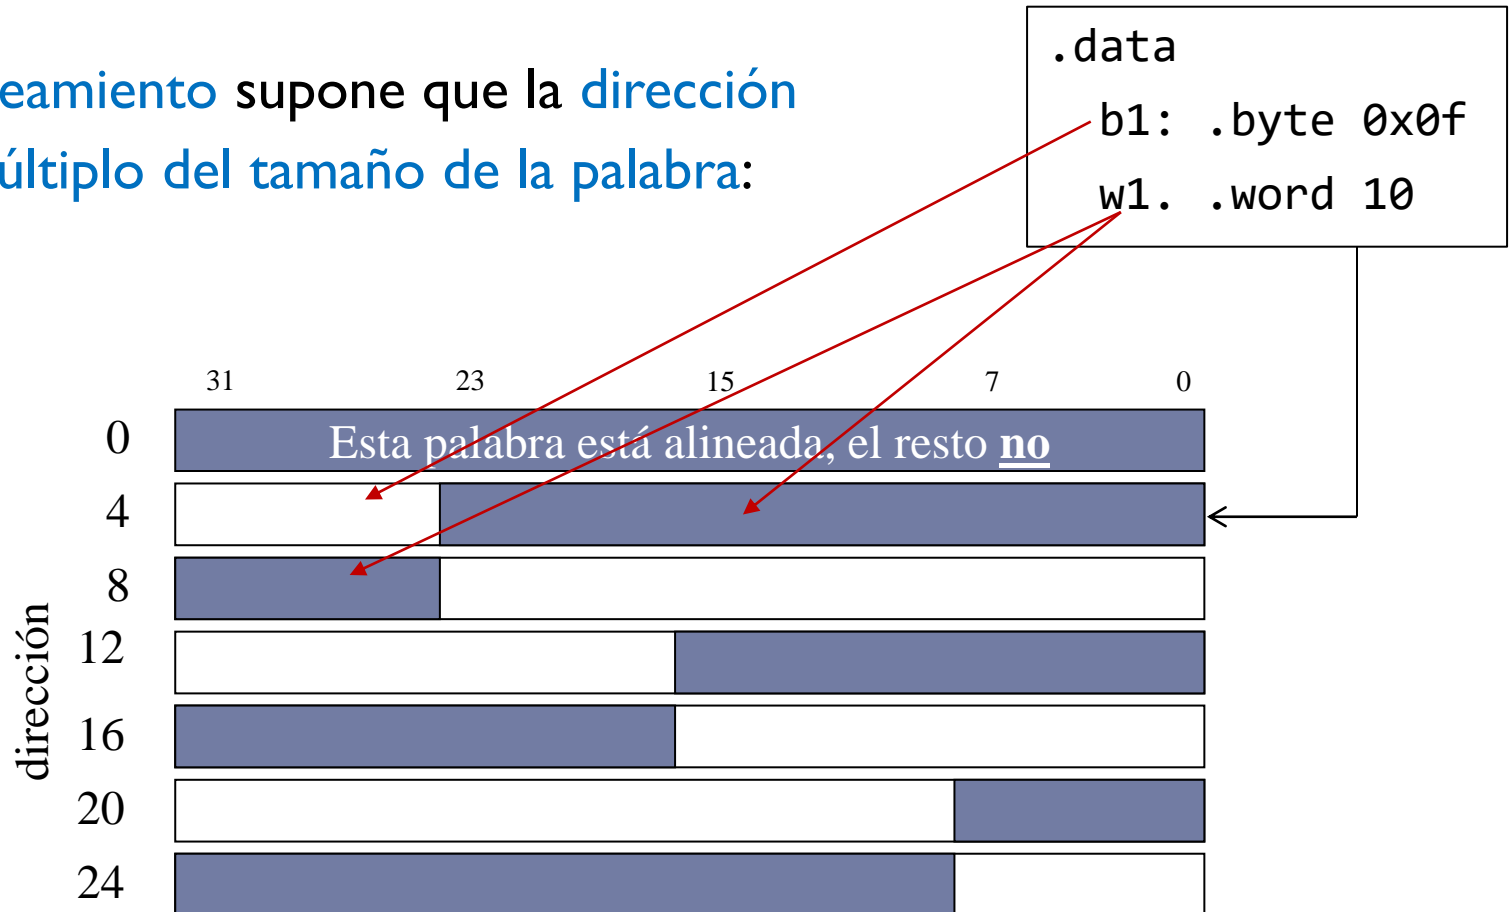 eamiento supone que la dirección
últiplo del tamaño de la palabra:
.data
b1: .byte 0x0f
w1. .word 10
31 23 15 7 0
0 Esta palabra está alineada, el resto no
4
8
12
16
20
24
dirección